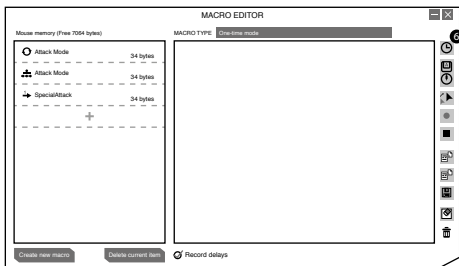 MACRO EDITOR
Mouse memory (Free 7064 bytes)
MACRO TYPE One-time mode
Attack Mode
34 bytes
Attack Mode
34 bytes
SpecialAttack
34 bytes
Create new macro
Delete current item
Record delays
6